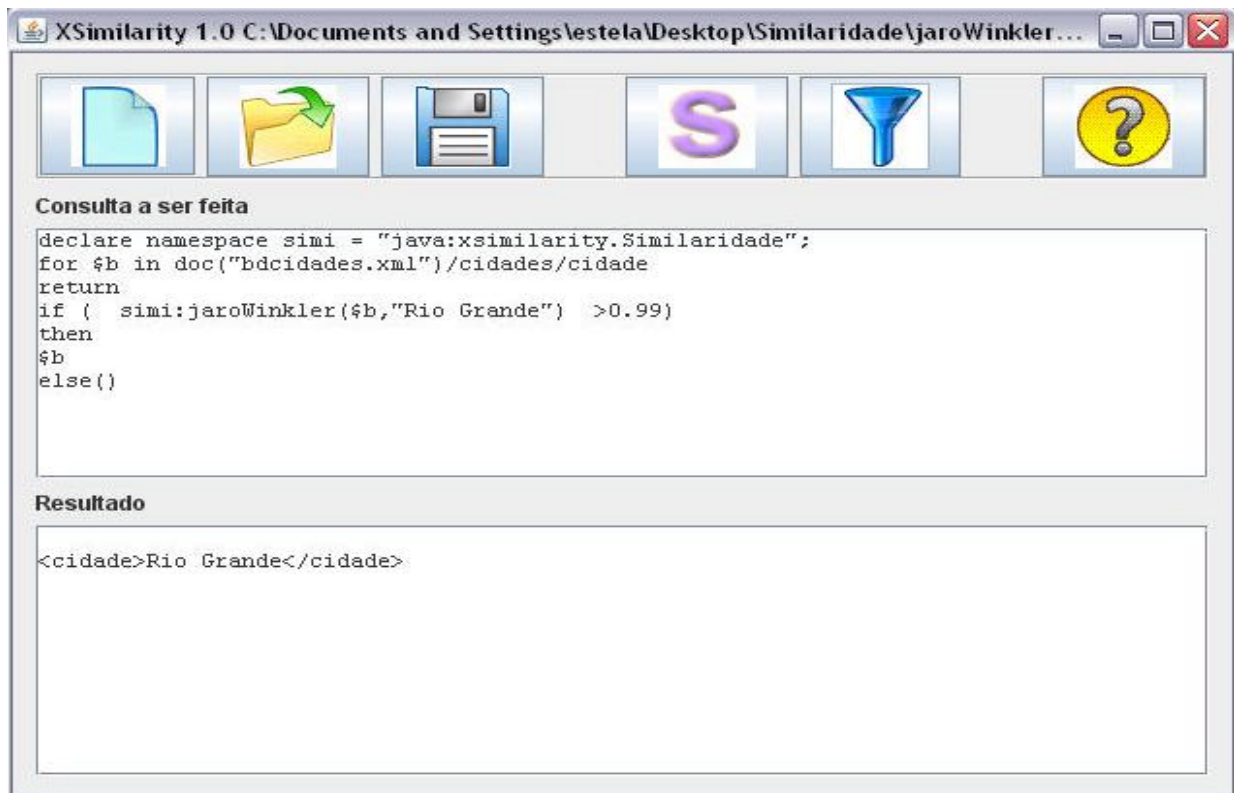 XSimilarity 1.0 C:\Documents and Settings\estela\Desktop\Similaridade\jaroWinkler...
S
?
Consulta a ser feita
declare namespace simi = "java:xsimilarity.Similaridade";
for $b in doc("bdcidades.xml")/cidades/cidade
return
if (  simi:jaroWinkler($b,"Rio Grande")  >0.99)
then
$b
else()
Resultado
<cidade>Rio Grande</cidade>